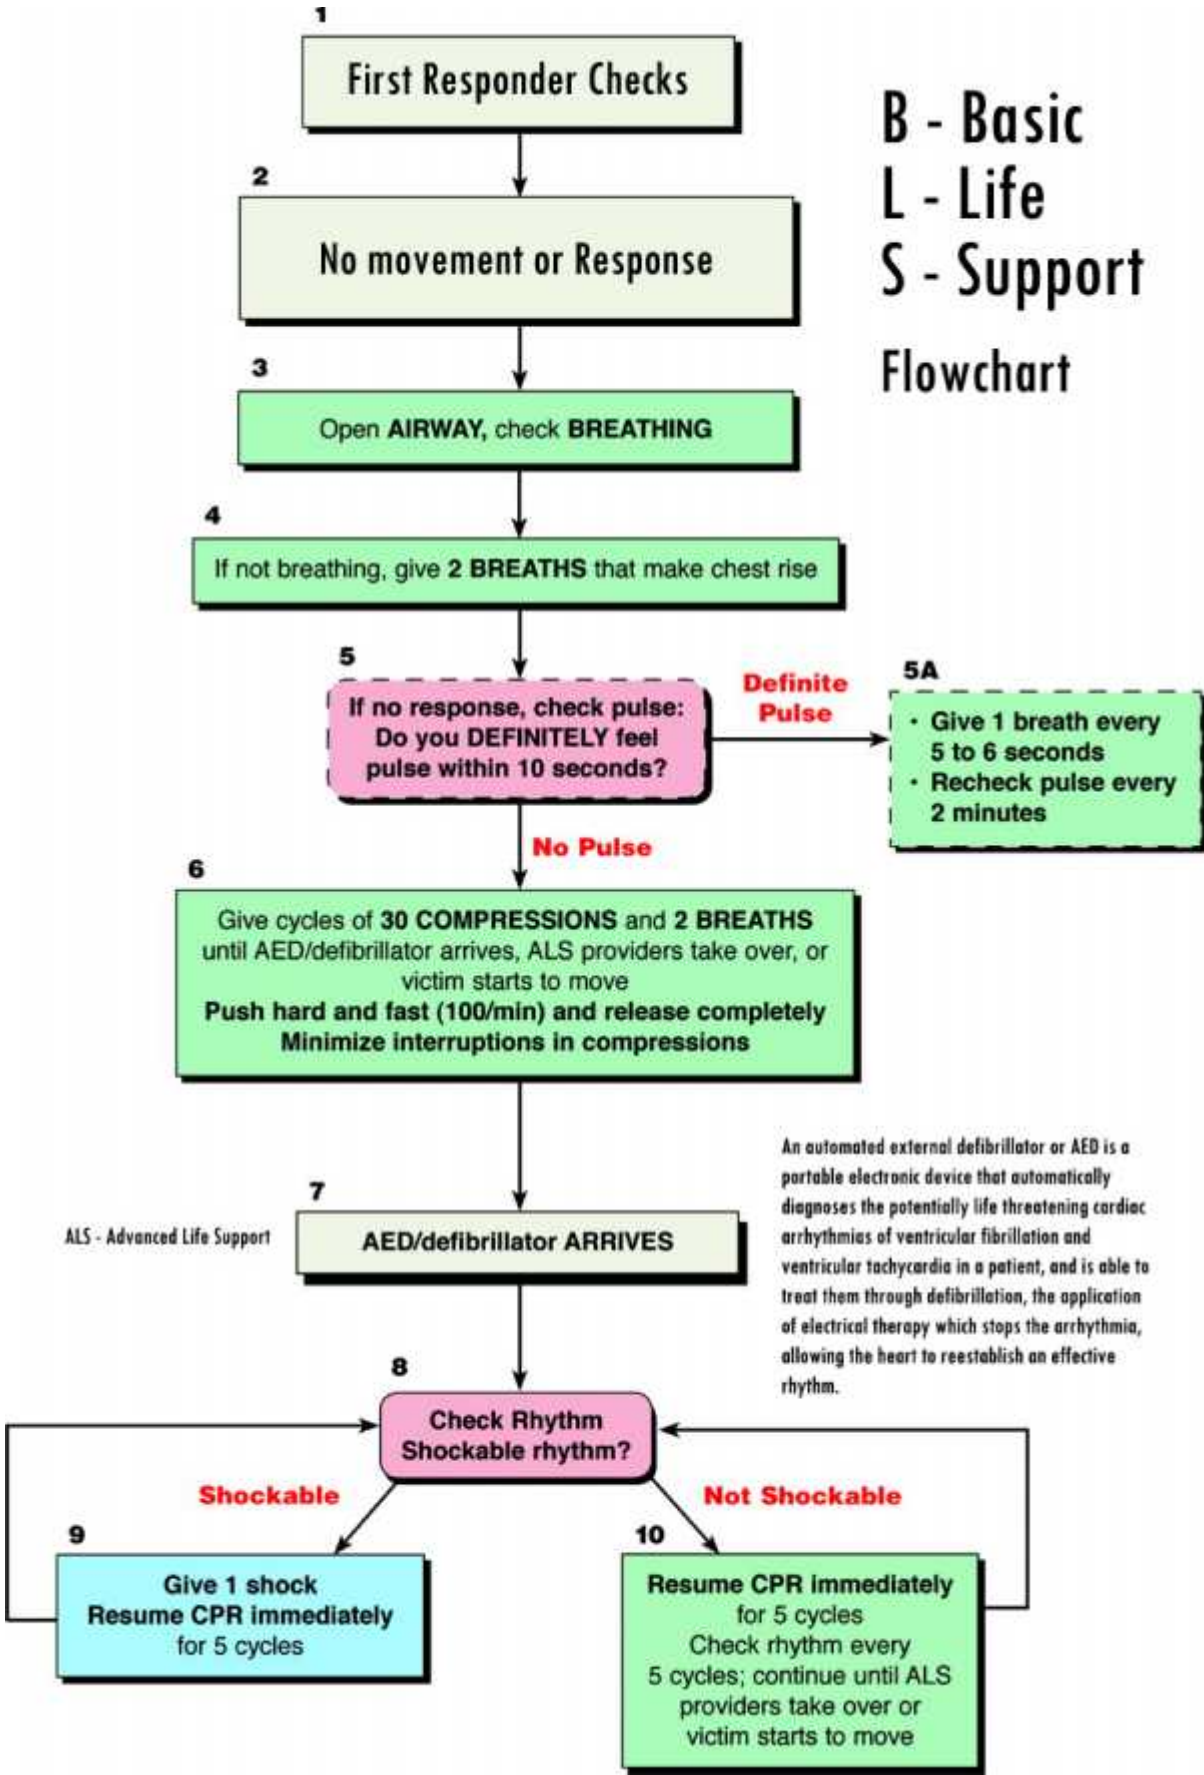 1
First Responder Checks
B - Basic
L - Life
S - Support
Flowchart
2
No movement or Response
3
Open AIRWAY, check BREATHING
4
If not breathing, give 2 BREATHS that make chest rise
5
If no response, check pulse:
Do you DEFINITELY feel
pulse within 10 seconds?
Definite
Pulse
5A
• Give 1 breath every
5 to 6 seconds
• Recheck pulse every
2 minutes
No Pulse
6
Give cycles of 30 COMPRESSIONS and 2 BREATHS
until AED/defibrillator arrives, ALS providers take over, or
victim starts to move
Push hard and fast (100/min) and release completely
Minimize interruptions in compressions
An automated external defibrillator or AED is a
portable electronic device that automatically
diagnoses the potentially life threatening cardiac
arrhythmias of ventricular fibrillation and
ventricular tachycardia in a patient, and is able to
treat them through defibrillation, the application
of electrical therapy which stops the arrhythmia,
allowing the heart to reestablish an effective
rhythm.
ALS - Advanced Life Support
7
AED/defibrillator ARRIVES
8
Check Rhythm
Shockable rhythm?
Shockable
Not Shockable
9
Give 1 shock
Resume CPR immediately
for 5 cycles
10
Resume CPR immediately
for 5 cycles
Check rhythm every
5 cycles; continue until ALS
providers take over or
victim starts to move